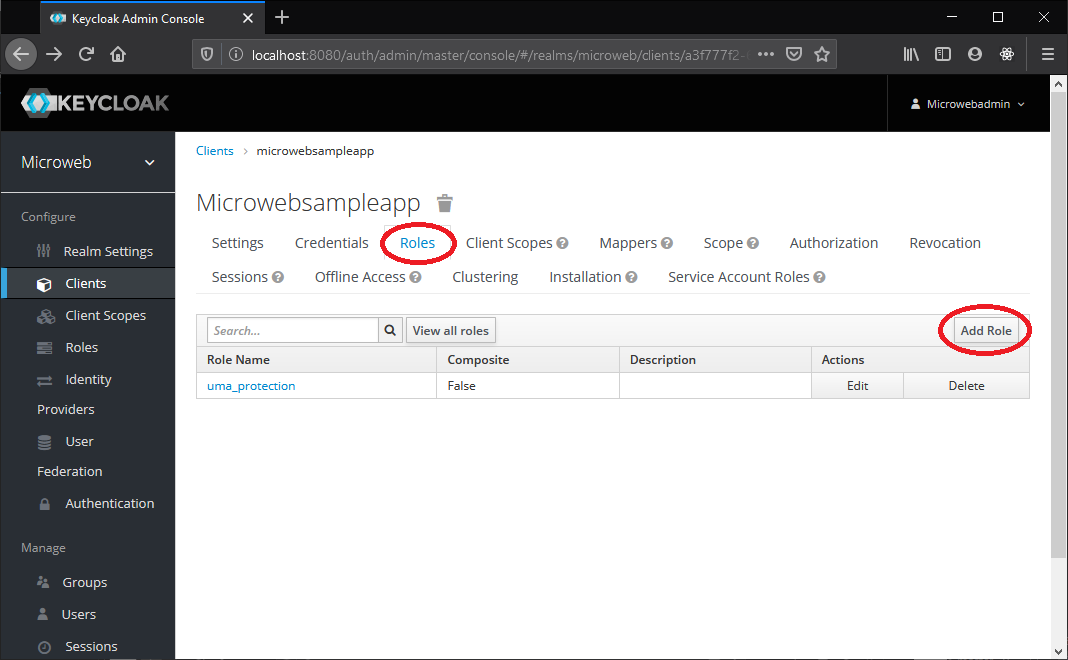 Keycloak Admin Console
localhost:8080/auth/admin/master/console/#/realms/microweb/clients/a3f777f2-
KEYCLOAK
Microwebadmin
Microweb
Clients > microwebsampleapp
Microwebsampleapp
Configure
Realm Settings
Clients
Client Scopes
Roles
Identity
Providers
User
Federation
Authentication
Manage
Groups
Users
Sessions
Settings Credentials Roles Client Scopes Mappers Scope Authorization Revocation
Sessions Offline Access Clustering Installation Service Account Roles
Search... View all roles Add Role
Role Name Composite Description Actions
uma_protection False Edit Delete